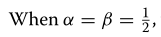 When α = β = 1/2,